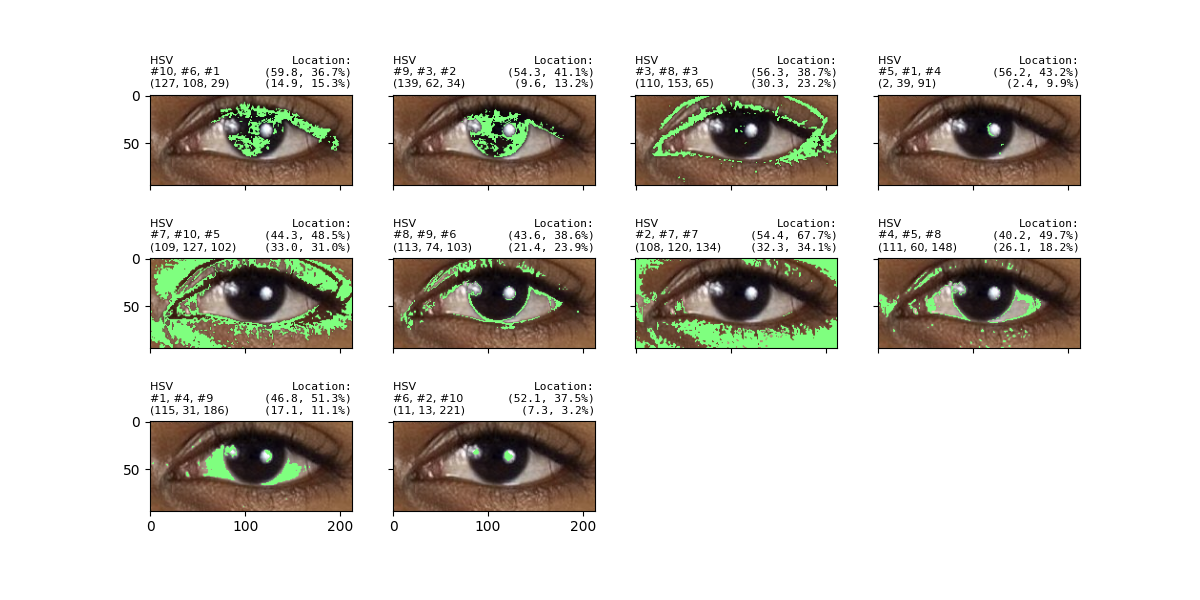 HSV Location:
#10, #6, #1 (59.8, 36.7%)
(127, 108, 29) (14.9, 15.3%)
HSV Location:
#9, #3, #2 (54.3, 41.1%)
(139, 62, 34) (9.6, 13.2%)
HSV Location:
#3, #8, #3 (56.3, 38.7%)
(110, 153, 65) (30.3, 23.2%)
HSV Location:
#5, #1, #4 (56.2, 43.2%)
(2, 39, 91) (2.4, 9.9%)
0
50
HSV Location:
#7, #10, #5 (44.3, 48.5%)
(109, 127, 102) (33.0, 31.0%)
HSV Location:
#8, #9, #6 (43.6, 38.6%)
(113, 74, 103) (21.4, 23.9%)
HSV Location:
#2, #7, #7 (54.4, 67.7%)
(108, 120, 134) (32.3, 34.1%)
HSV Location:
#4, #5, #8 (40.2, 49.7%)
(111, 60, 148) (26.1, 18.2%)
0
50
HSV Location:
#1, #4, #9 (46.8, 51.3%)
(115, 31, 186) (17.1, 11.1%)
HSV Location:
#6, #2, #10 (52.1, 37.5%)
(11, 13, 221) (7.3, 3.2%)
0
50
0 100 200
0 100 200